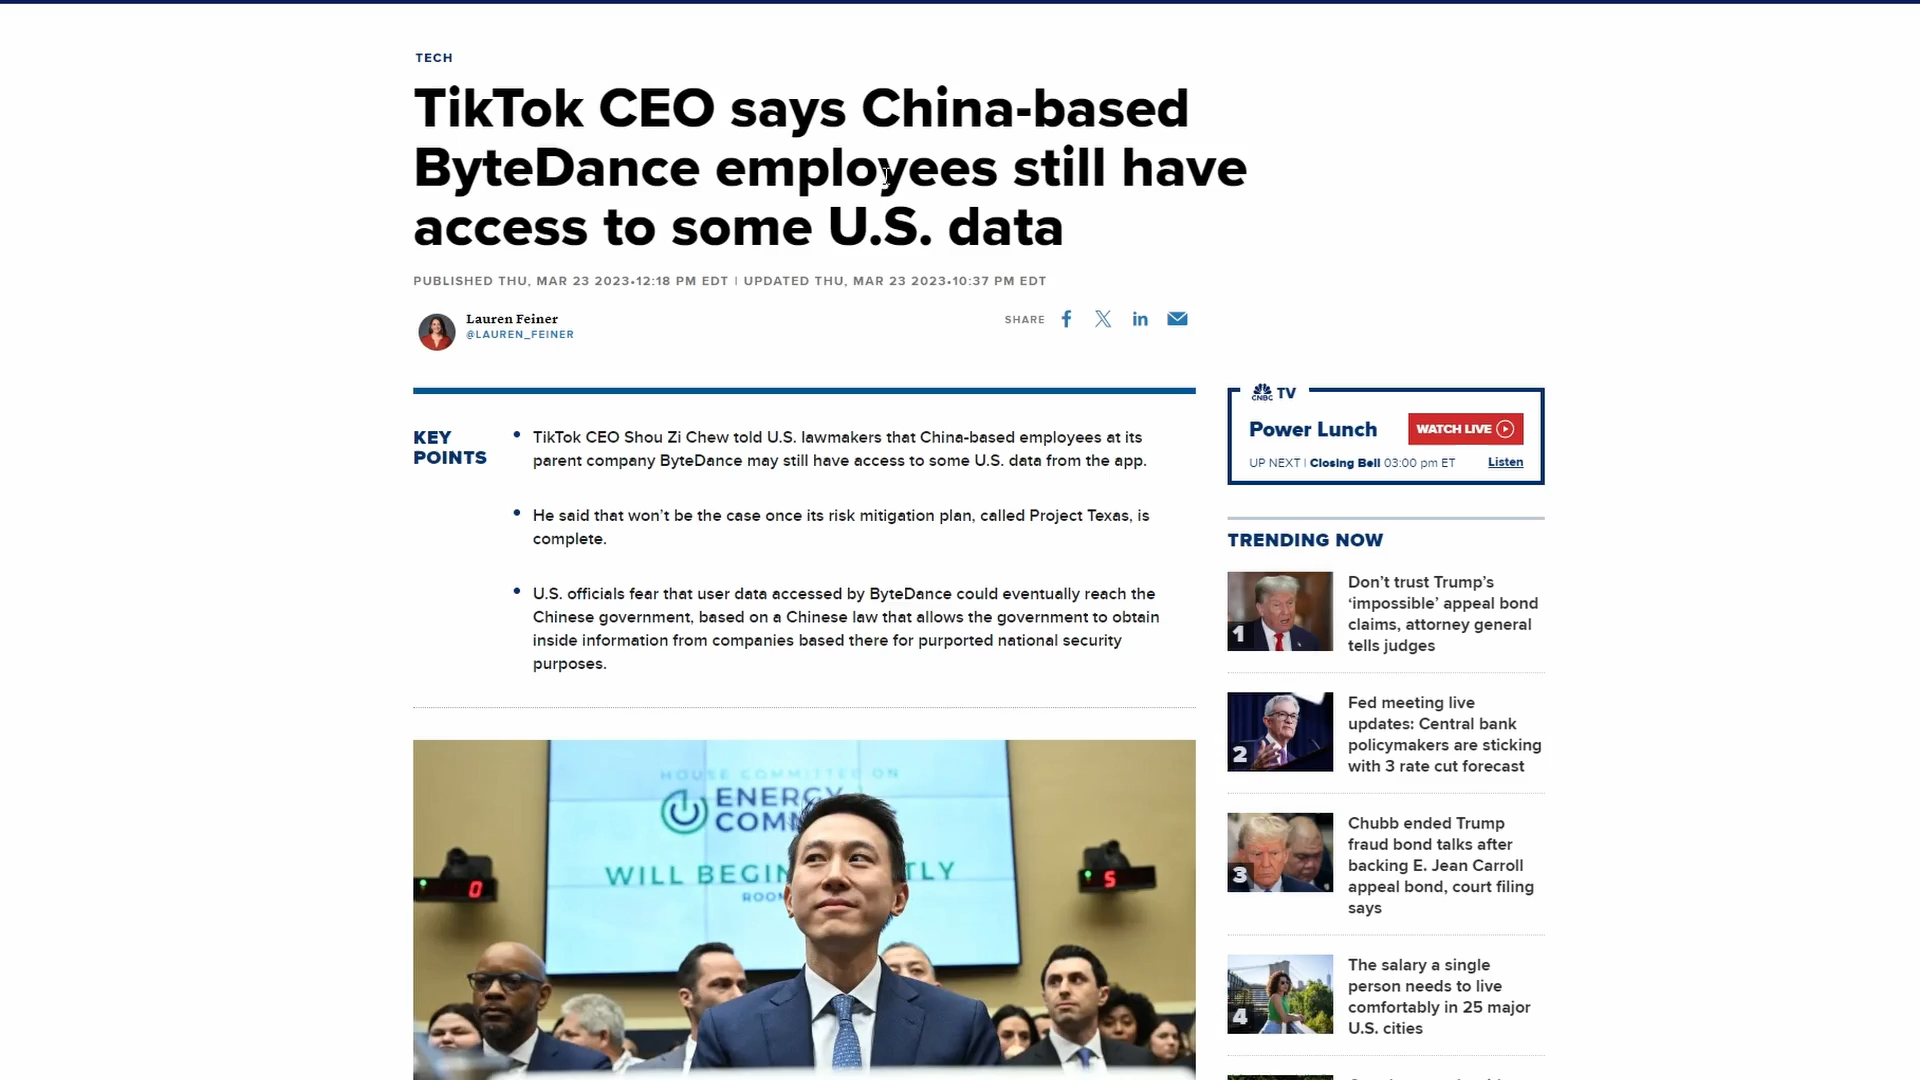 TECH
TikTok CEO says China-based
ByteDance employees still have
access to some U.S. data
PUBLISHED THU, MAR 23 2023•12:18 PM EDT | UPDATED THU, MAR 23 2023•10:37 PM EDT
Lauren Feiner
@LAUREN_FEINER
SHARE
KEY
POINTS
• TikTok CEO Shou Zi Chew told U.S. lawmakers that China-based employees at its
parent company ByteDance may still have access to some U.S. data from the app.
• He said that won’t be the case once its risk mitigation plan, called Project Texas, is
complete.
• U.S. officials fear that user data accessed by ByteDance could eventually reach the
Chinese government, based on a Chinese law that allows the government to obtain
inside information from companies based there for purported national security
purposes.
HOUSE COMMITTEE ON
ENERGY
WILL BEGIN
0
5
CNBC TV
Power Lunch
WATCH LIVE
UP NEXT | Closing Bell 03:00 pm ET
Listen
TRENDING NOW
1
Don’t trust Trump’s
‘impossible’ appeal bond
claims, attorney general
tells judges
2
Fed meeting live
updates: Central bank
policymakers are sticking
with 3 rate cut forecast
3
Chubb ended Trump
fraud bond talks after
backing E. Jean Carroll
appeal bond, court filing
says
4
The salary a single
person needs to live
comfortably in 25 major
U.S. cities